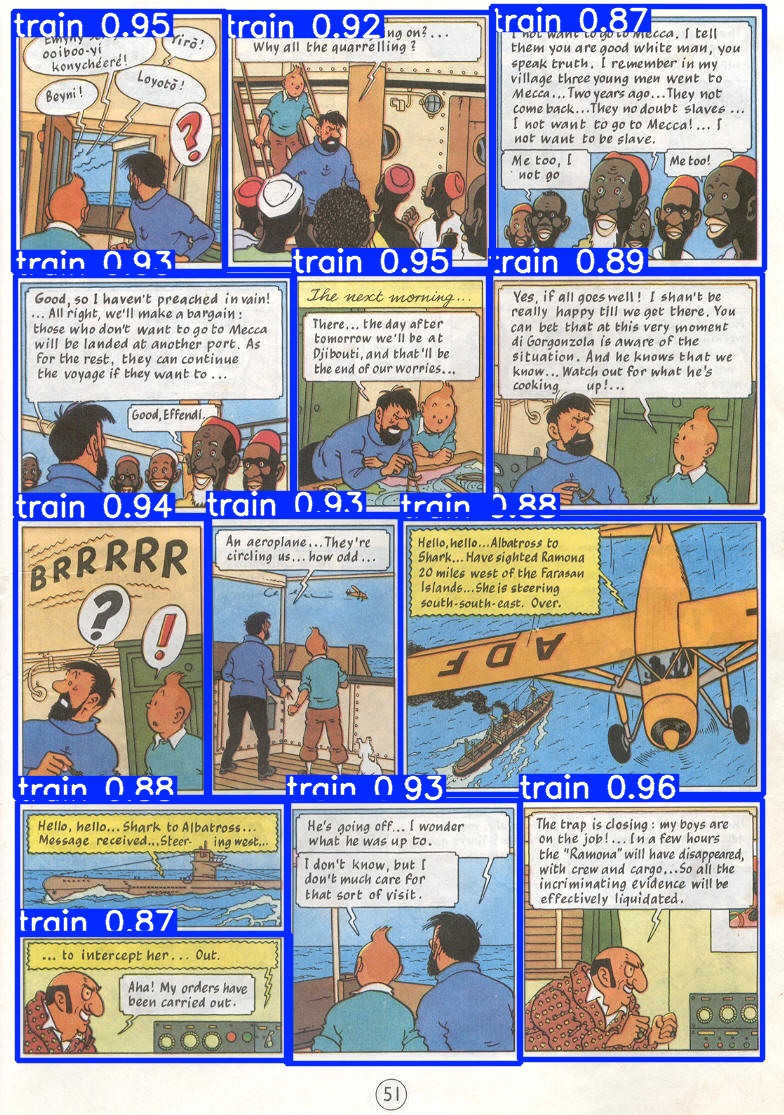 train 0.95
ooiboo-yi
konychéeré!
Yirō!
Loyotō!
Beyni!
?
train 0.92
on?...
Why all the quarrelling?
train 0.87
I not want to go to Mecca. I tell
them you are good white man, you
speak truth. I remember in my
village three young men went to
Mecca... Two years ago... They not
come back... They no doubt slaves ...
I not want to go to Mecca! ... I
not want to be slave.
Me too, I
not go
Me too!
train 0.93
Good, so I haven't preached in vain!
... All right, we'll make a bargain:
those who don't want to go to Mecca
will be landed at another port. As
for the rest, they can continue
the voyage if they want to ...
Good, Effendi.
train 0.95
The next morning...
There... the day after
tomorrow we'll be at
Djibouti, and that'll be
the end of our worries...
train 0.89
Yes, if all goes well! I shan't be
really happy till we get there. You
can bet that at this very moment
di Gorgonzola is aware of the
situation. And he knows that we
know... Watch out for what he's
cooking up!...
train 0.94
BRRRRR
?
!
train 0.93
An aeroplane... They're
circling us... how odd ...
train 0.88
Hello, hello... Albatross to
Shark... Have sighted Ramona
20 miles west of the Farasan
Islands... She is steering
south-south-east. Over.
ADF
train 0.88
Hello, hello... Shark to Albatross...
Message received... Steer- ing west...
train 0.87
... to intercept her ... Out.
Aha! My orders have
been carried out.
train 0.93
He's going off... I wonder
what he was up to.
I don't know, but I
don't much care for
that sort of visit.
train 0.96
The trap is closing: my boys are
on the job!... In a few hours
the "Ramona" will have disappeared,
with crew and cargo... So all the
incriminating evidence will be
effectively liquidated.
51